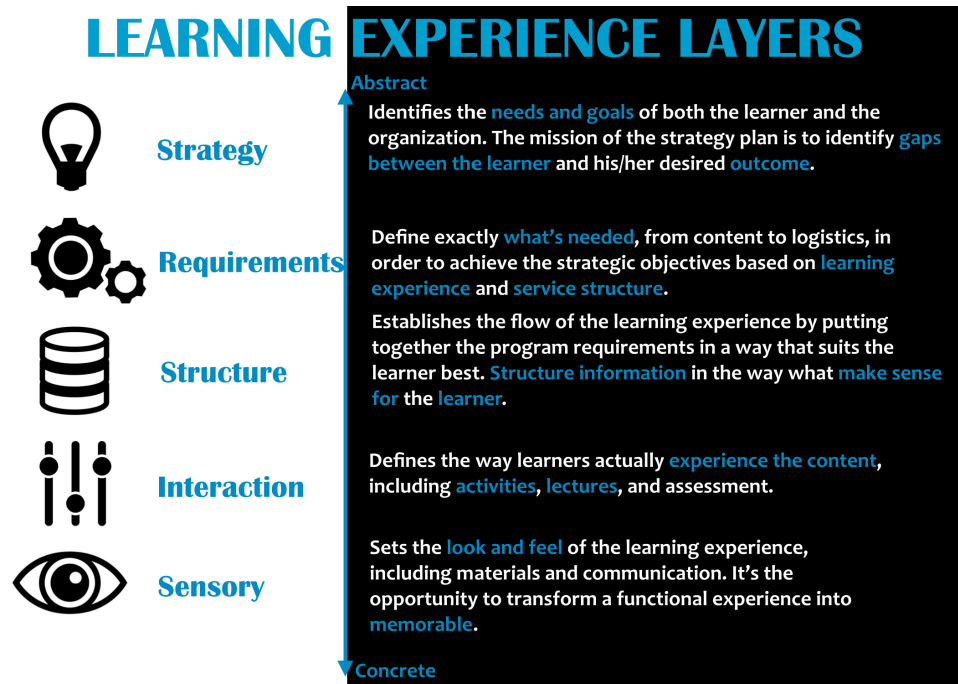 LEARNING EXPERIENCE LAYERS
Abstract
Strategy
Identifies the needs and goals of both the learner and the
organization. The mission of the strategy plan is to identify gaps
between the learner and his/her desired outcome.
Requirements
Define exactly what's needed, from content to logistics, in
order to achieve the strategic objectives based on learning
experience and service structure.
Structure
Establishes the flow of the learning experience by putting
together the program requirements in a way that suits the
learner best. Structure information in the way what make sense
for the learner.
Interaction
Defines the way learners actually experience the content,
including activities, lectures, and assessment.
Sensory
Sets the look and feel of the learning experience,
including materials and communication. It's the
opportunity to transform a functional experience into
memorable.
Concrete